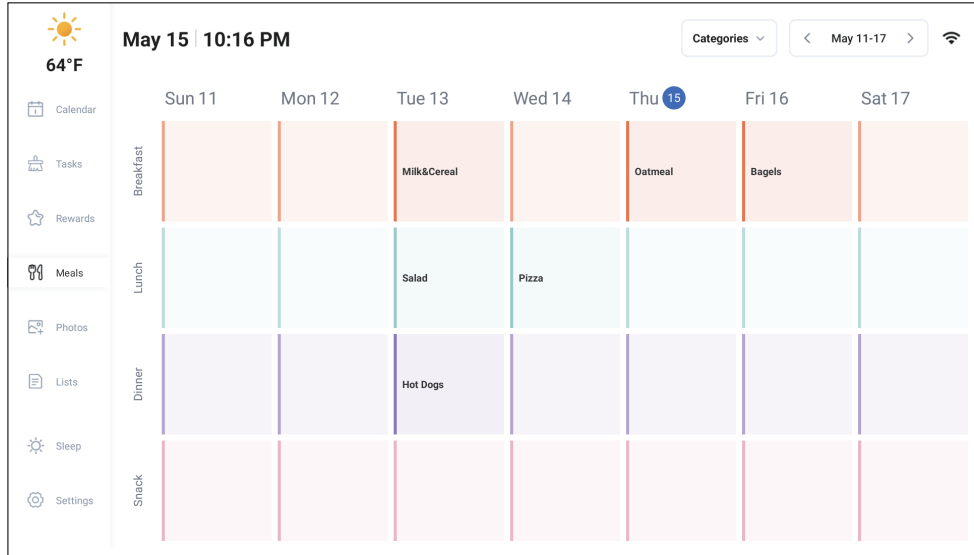 64°F
Calendar
Tasks
Rewards
Meals
Photos
Lists
Sleep
Settings
May 15 | 10:16 PM
Categories
May 11-17
Sun 11 Mon 12 Tue 13 Wed 14 Thu 15 Fri 16 Sat 17
Breakfast
Milk&Cereal Oatmeal Bagels
Lunch
Salad Pizza
Dinner
Hot Dogs
Snack